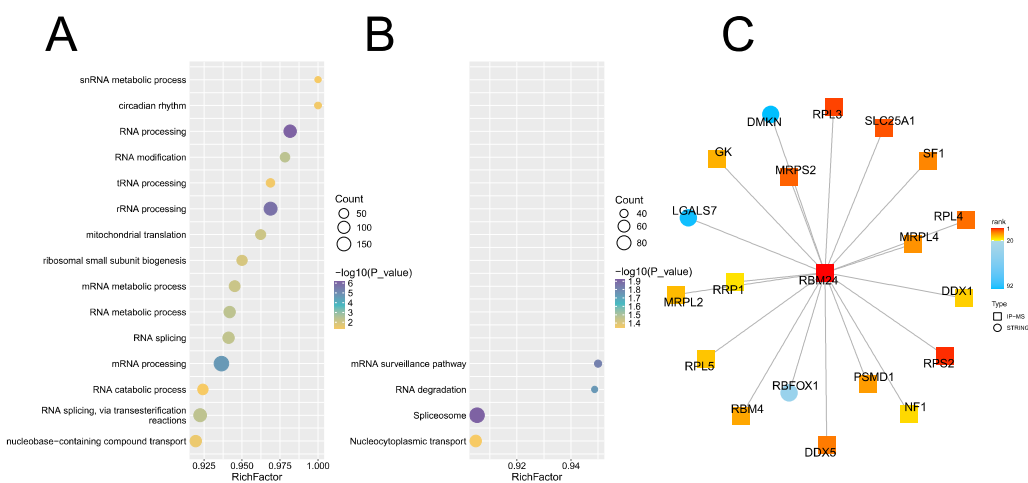 A
B
C
snRNA metabolic process
circadian rhythm
RNA processing
RNA modification
tRNA processing
rRNA processing
mitochondrial translation
ribosomal small subunit biogenesis
mRNA metabolic process
RNA metabolic process
RNA splicing
mRNA processing
RNA catabolic process
RNA splicing, via transesterification
reactions
nucleobase−containing compound transport
0.925
0.950
0.975
1.000
RichFactor
Count
50
100
150
−log10(P_value)
6
5
4
3
2
mRNA surveillance pathway
RNA degradation
Spliceosome
Nucleocytoplasmic transport
0.92
0.94
RichFactor
Count
40
60
80
−log10(P_value)
1.9
1.8
1.7
1.6
1.5
1.4
DMKN
RPL3
SLC25A1
GK
MRPS2
SF1
LGALS7
RPL4
MRPL4
RBM24
RRP1
MRPL2
DDX1
RPL5
RPS2
RBFOX1
PSMD1
RBM4
NF1
DDX5
rank
1
20
92
Type
IP−MS
STRING